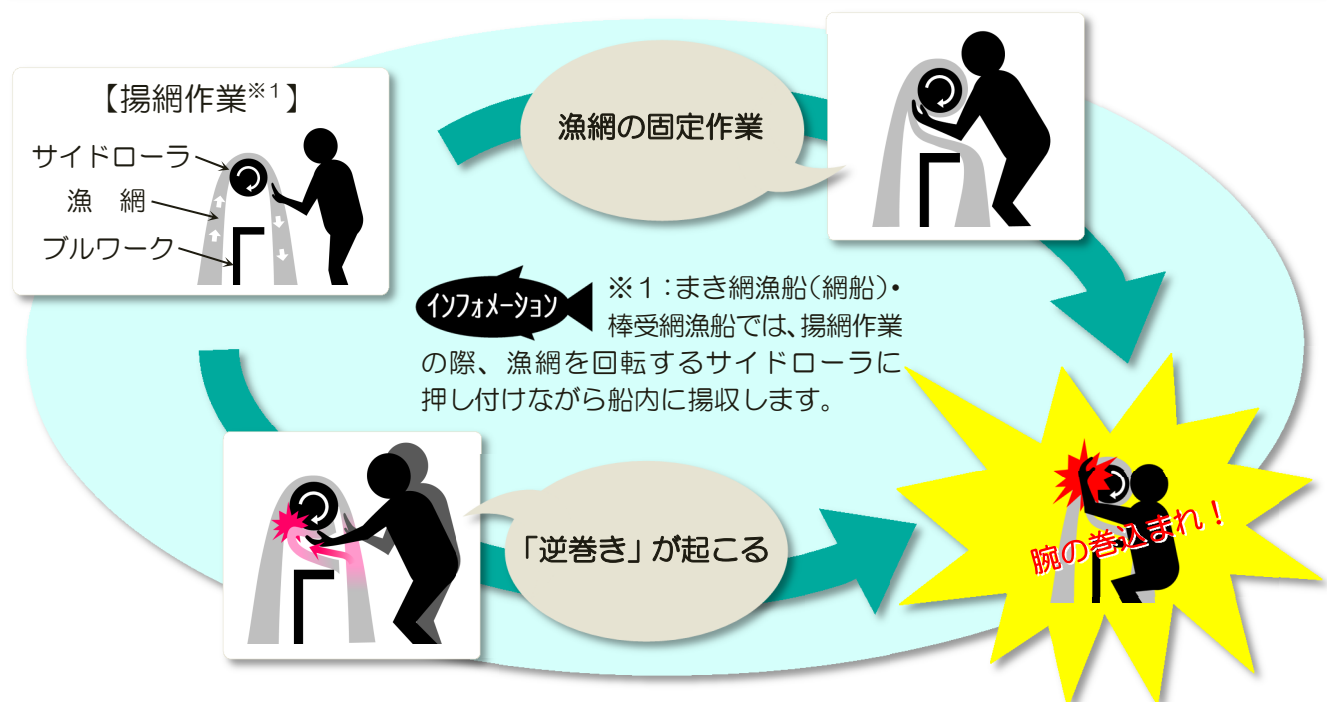 【揚網作業※1】
サイドローラ
漁　網
ブルワーク
漁網の固定作業
インフォメーション
※1：まき網漁船（網船）・
棒受網漁船では、揚網作業
の際、漁網を回転するサイドローラに
押し付けながら船内に揚収します。
「逆巻き」が起こる
腕の巻込まれ！